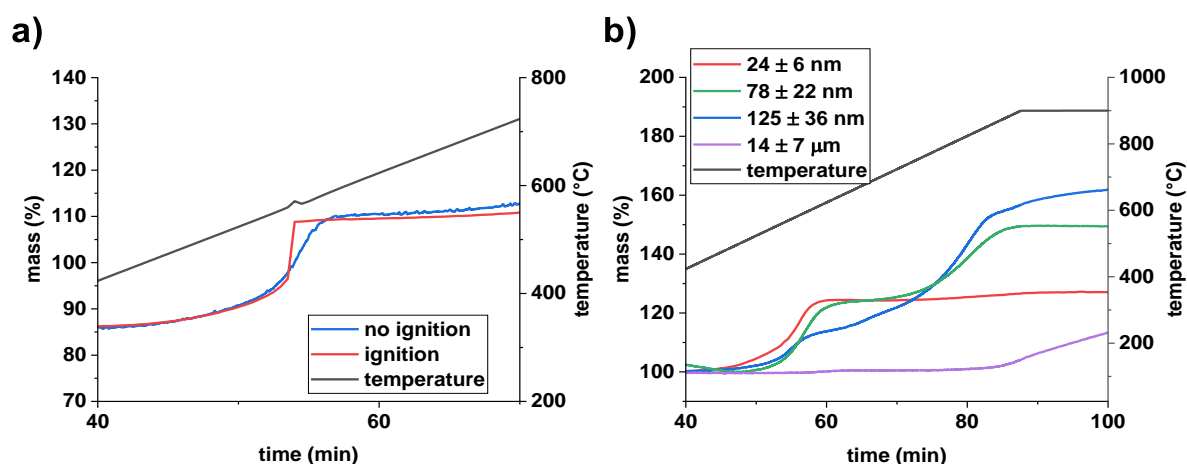 a)
140
130
120
110
100
90
80
70
mass (%)
40
60
time (min)
800
600
400
200
temperature (°C)
no ignition
ignition
temperature
b)
200
180
160
140
120
100
mass (%)
40
60
80
100
time (min)
1000
800
600
400
200
temperature (°C)
24 ± 6 nm
78 ± 22 nm
125 ± 36 nm
14 ± 7 μm
temperature